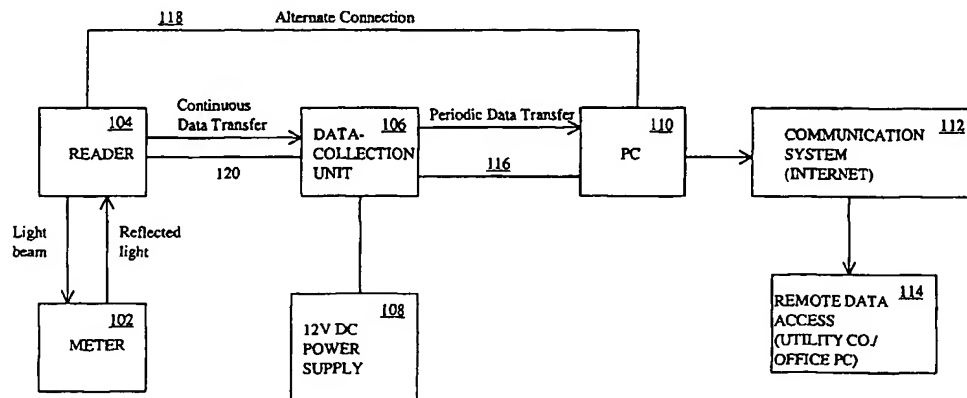 118
Alternate Connection
104
READER
Continuous
Data Transfer
120
106
DATA-
COLLECTION
UNIT
Periodic Data Transfer
116
110
PC
112
COMMUNICATION
SYSTEM
(INTERNET)
Light
beam
Reflected
light
102
METER
108
12V DC
POWER
SUPPLY
114
REMOTE DATA
ACCESS
(UTILITY CO./
OFFICE PC)